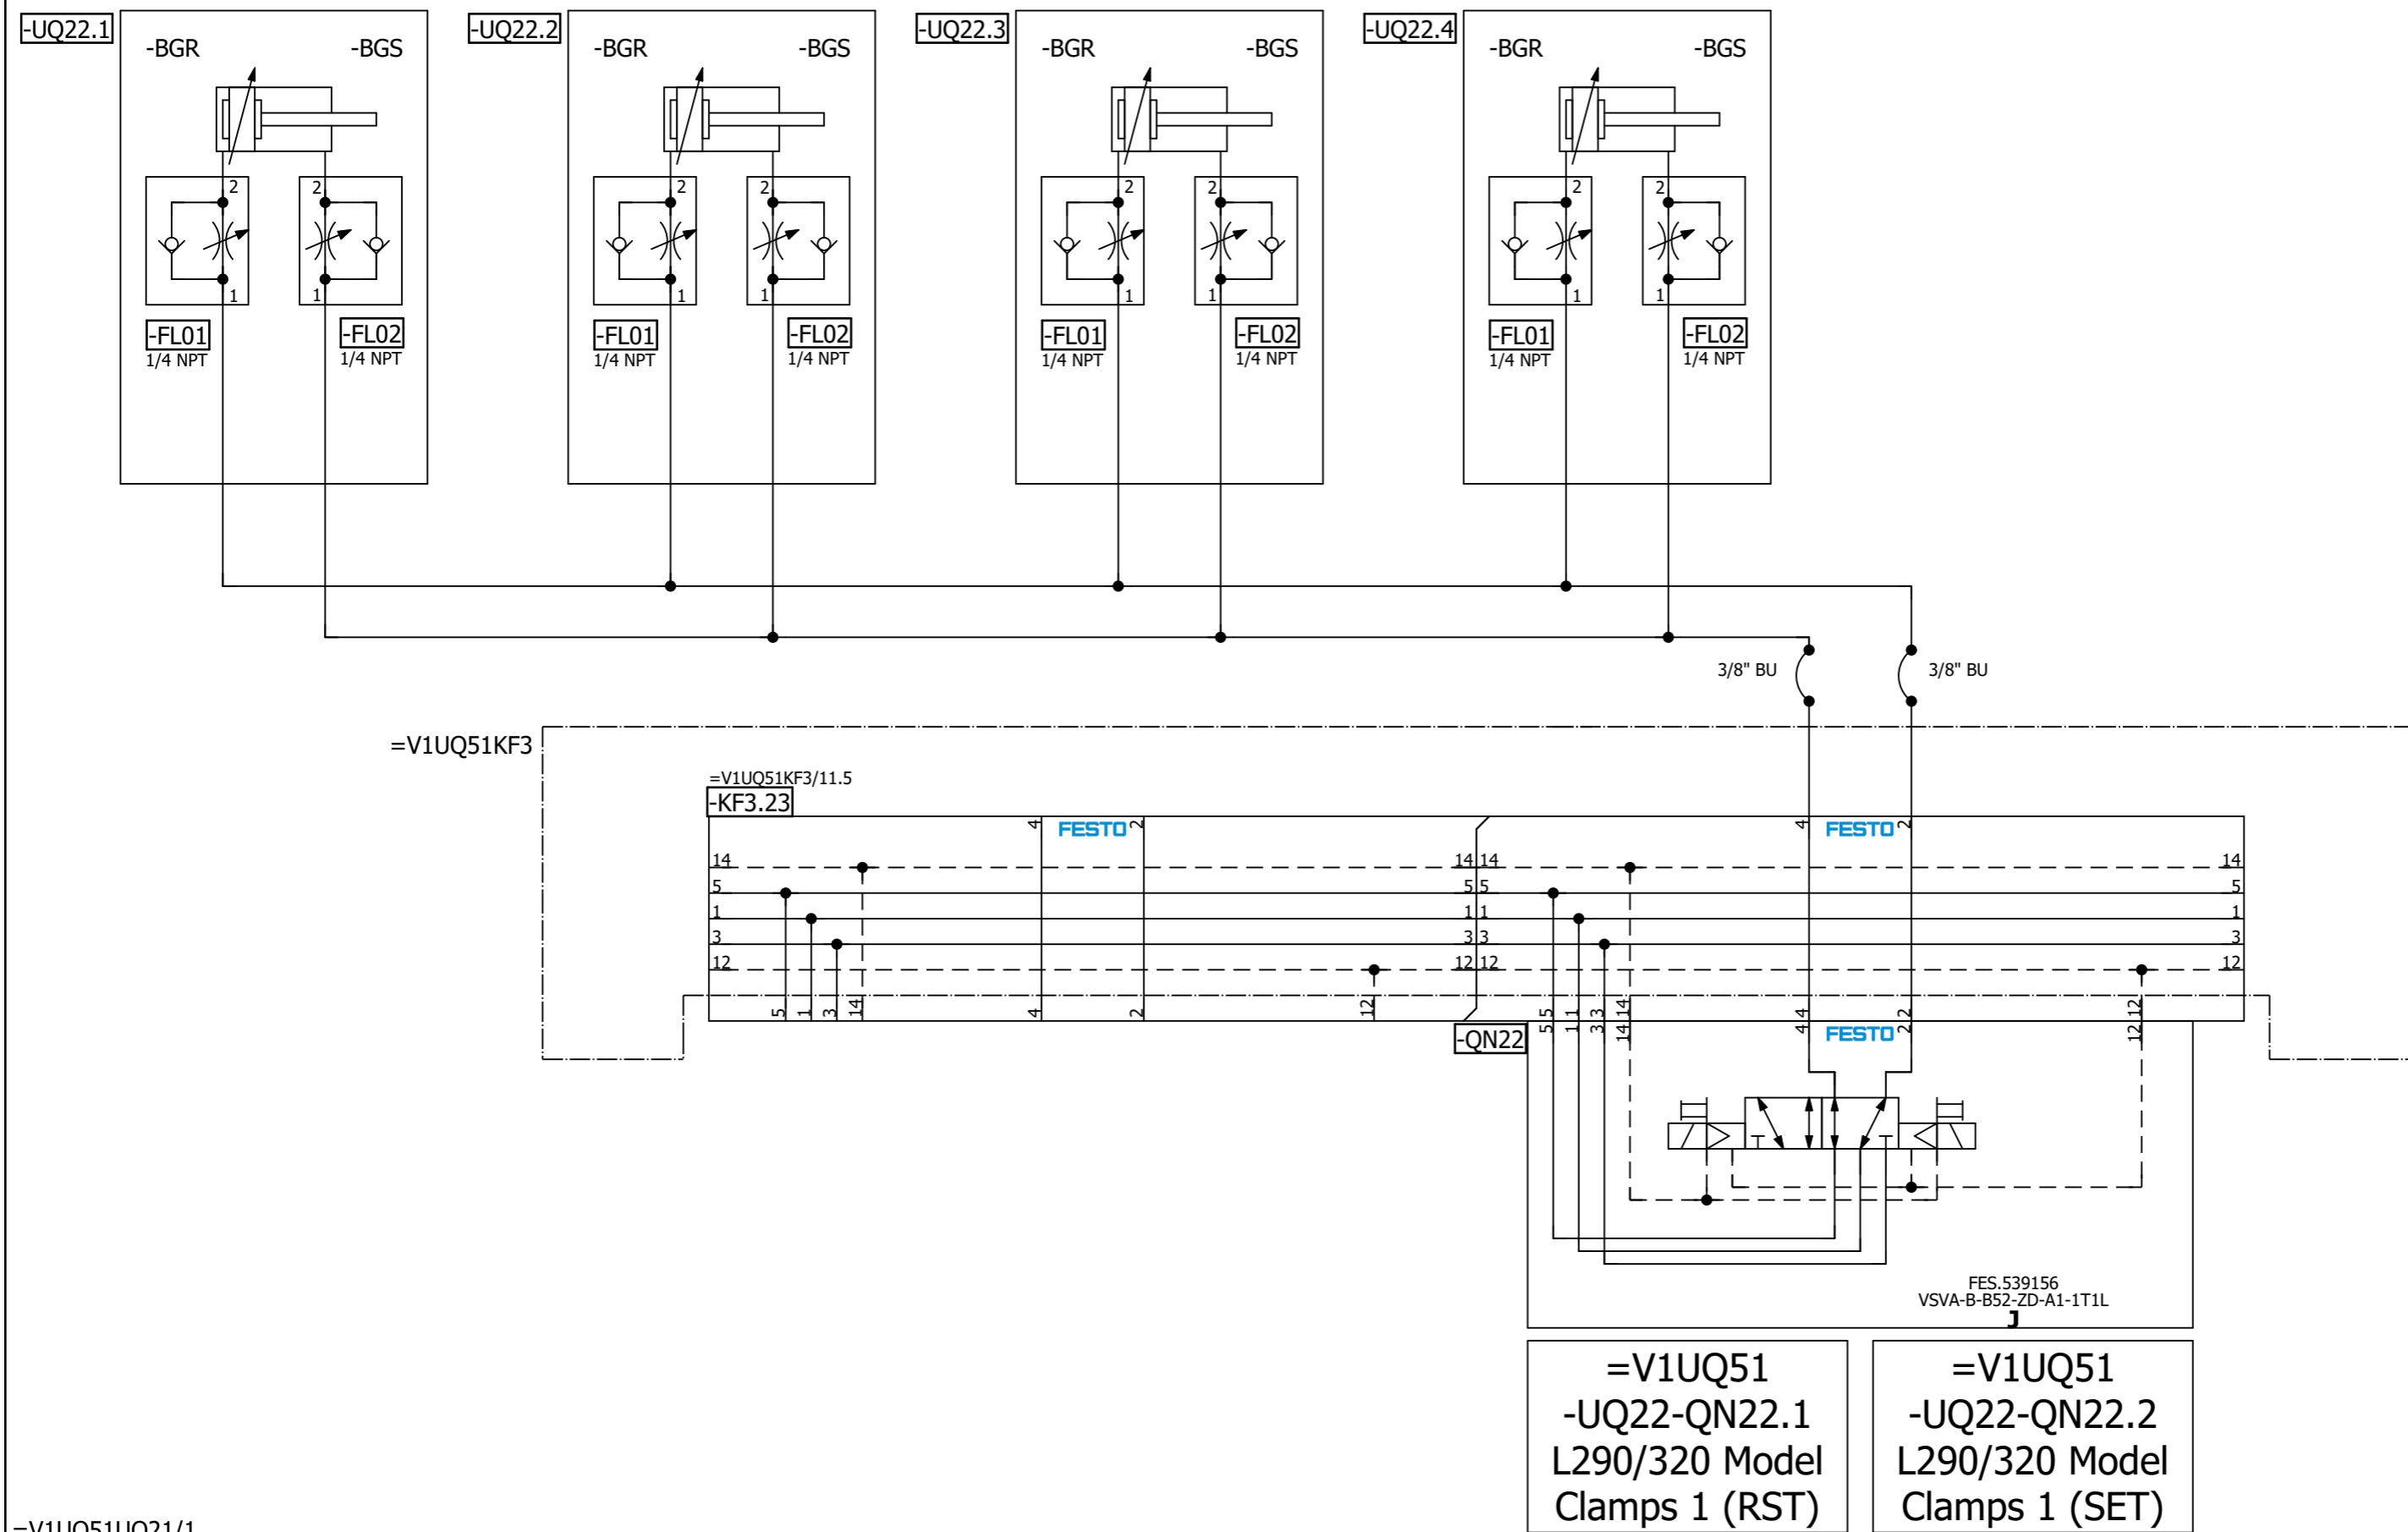 -UQ22.1
-BGR
-BGS
-UQ22.2
-BGR
-BGS
-UQ22.3
-BGR
-BGS
-UQ22.4
-BGR
-BGS
2
2
2
2
2
2
2
2
1
1
1
1
1
1
1
1
-FL01
1/4 NPT
-FL02
1/4 NPT
-FL01
1/4 NPT
-FL02
1/4 NPT
-FL01
1/4 NPT
-FL02
1/4 NPT
-FL01
1/4 NPT
-FL02
1/4 NPT
3/8" BU
3/8" BU
=V1UQ51KF3
=V1UQ51KF3/11.5
-KF3.23
4 FESTO 2
4 FESTO 2
14 14 14 14
5 5 5 5
1 1 1 1
3 3 3 3
12 12 12 12
5 1 3 14 4 2 12
5 1 3 14 4 2 12
-QN22
5 1 3 14 4 FESTO 2 12
FES.539156
VSVA-B-B52-ZD-A1-1T1L
J
=V1UQ51
-UQ22-QN22.1
L290/320 Model
Clamps 1 (RST)
=V1UQ51
-UQ22-QN22.2
L290/320 Model
Clamps 1 (SET)
=V1UQ51UQ21/1